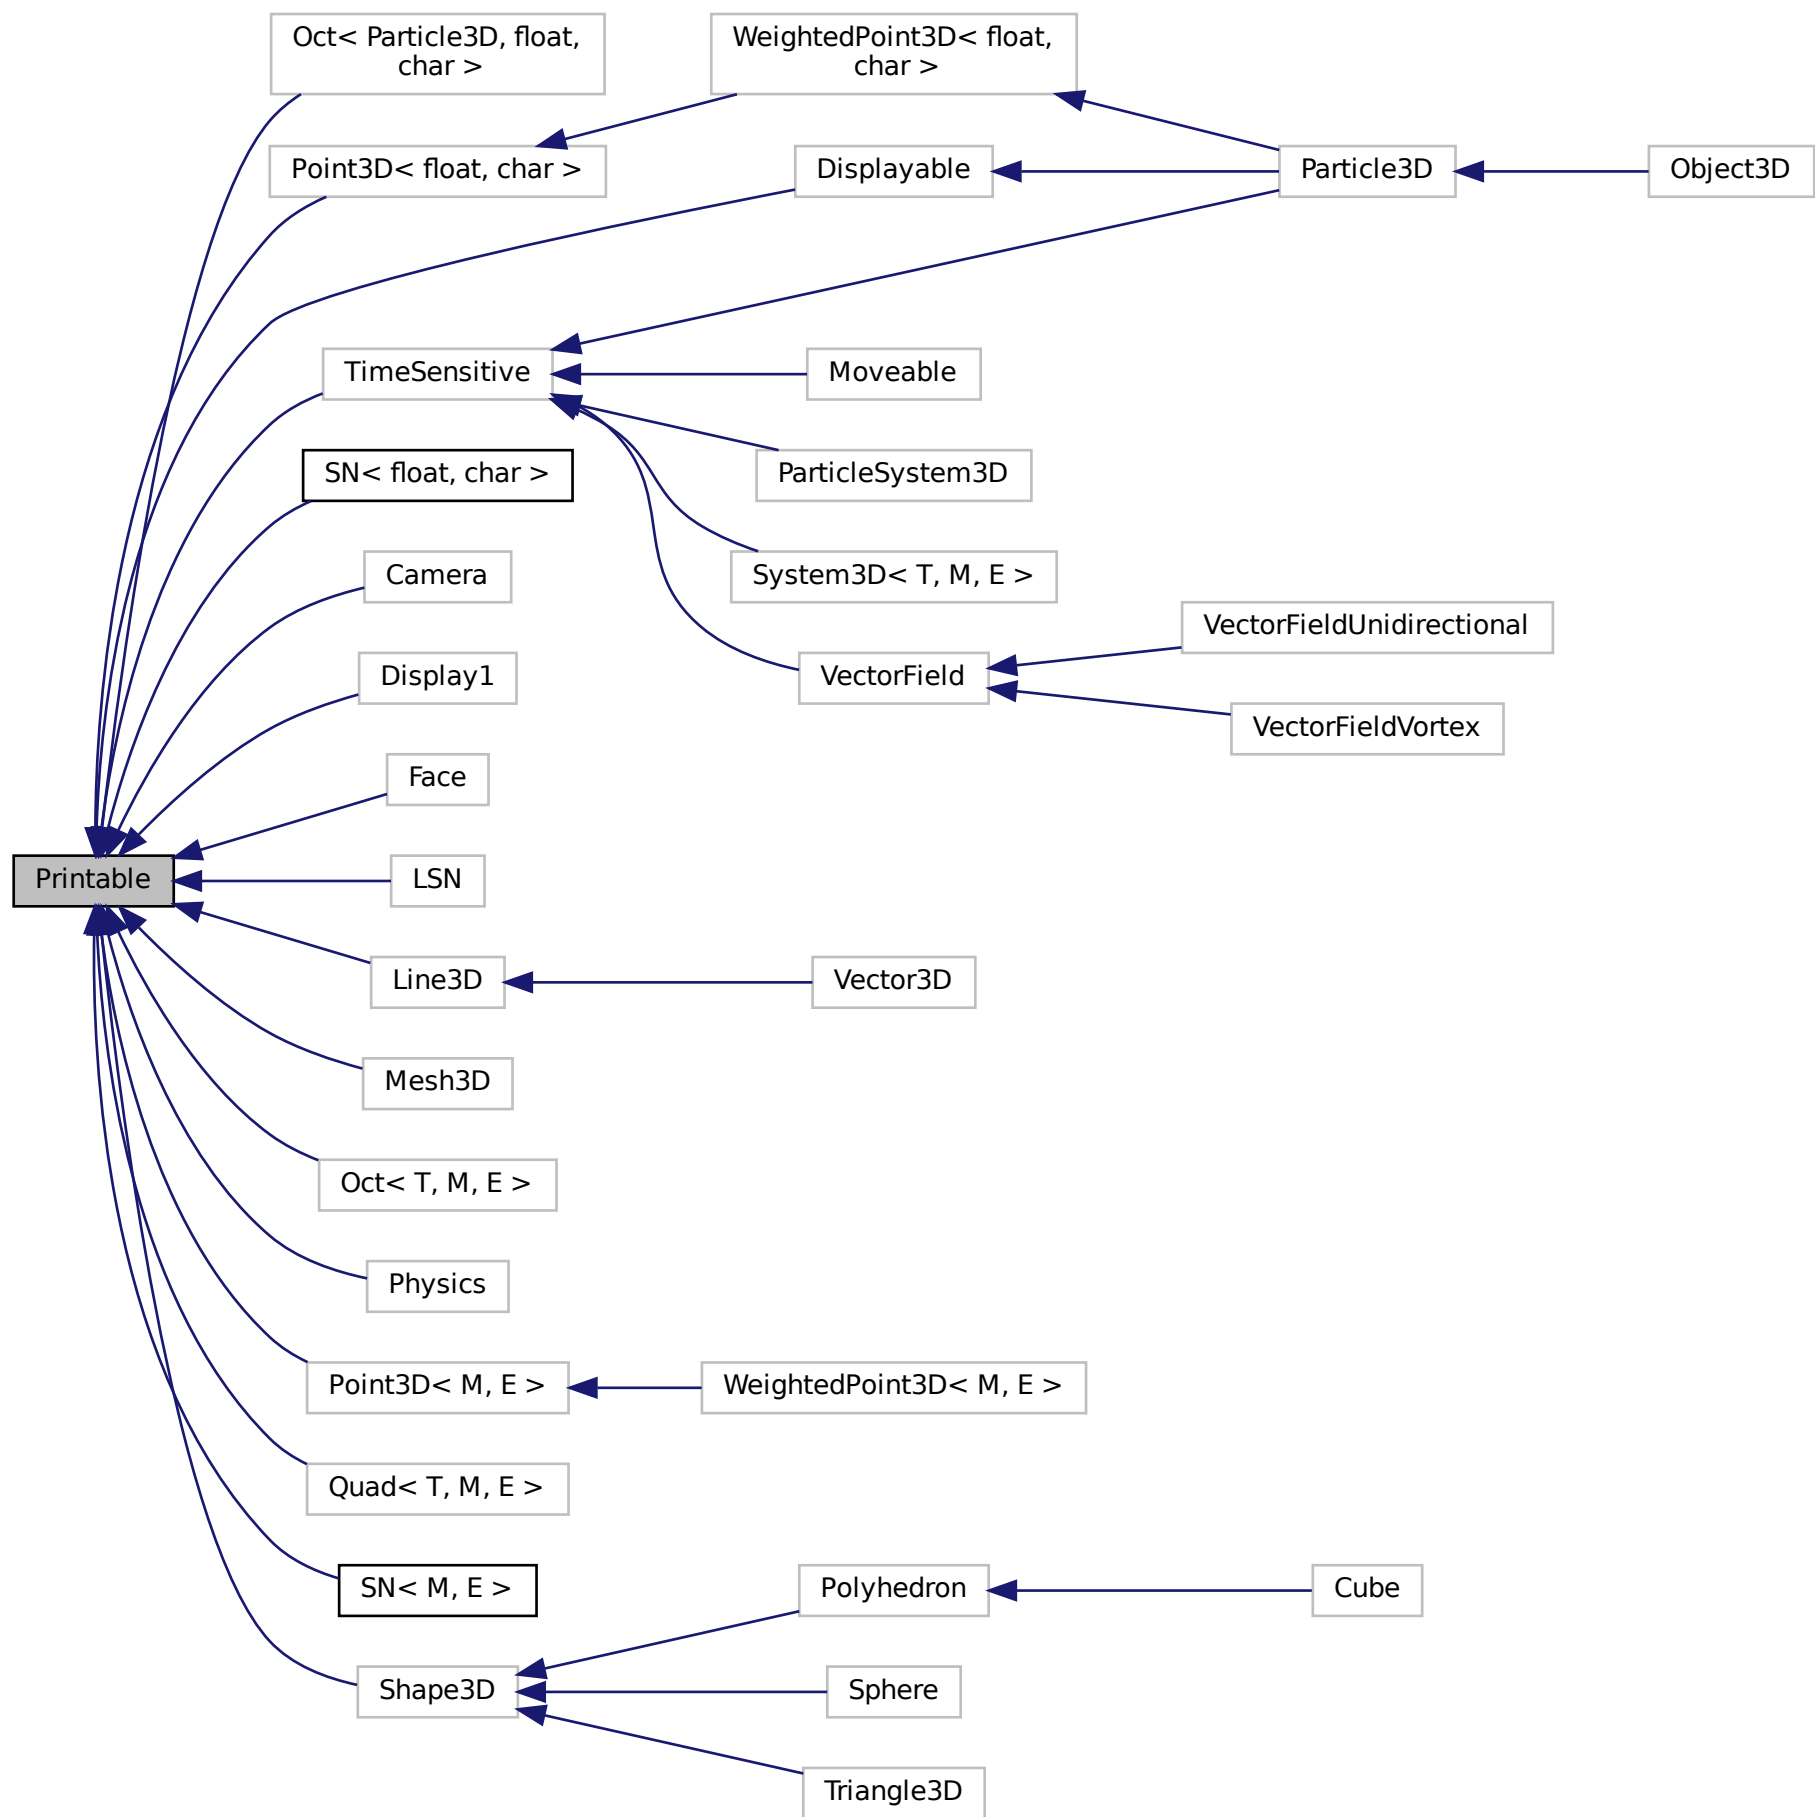 Oct< Particle3D, float,
char >
WeightedPoint3D< float,
char >
Point3D< float, char >
Displayable
Particle3D
Object3D
TimeSensitive
Moveable
SN< float, char >
ParticleSystem3D
Camera
System3D< T, M, E >
VectorFieldUnidirectional
Display1
VectorField
VectorFieldVortex
Face
Printable
LSN
Line3D
Vector3D
Mesh3D
Oct< T, M, E >
Physics
Point3D< M, E >
WeightedPoint3D< M, E >
Quad< T, M, E >
SN< M, E >
Polyhedron
Cube
Shape3D
Sphere
Triangle3D